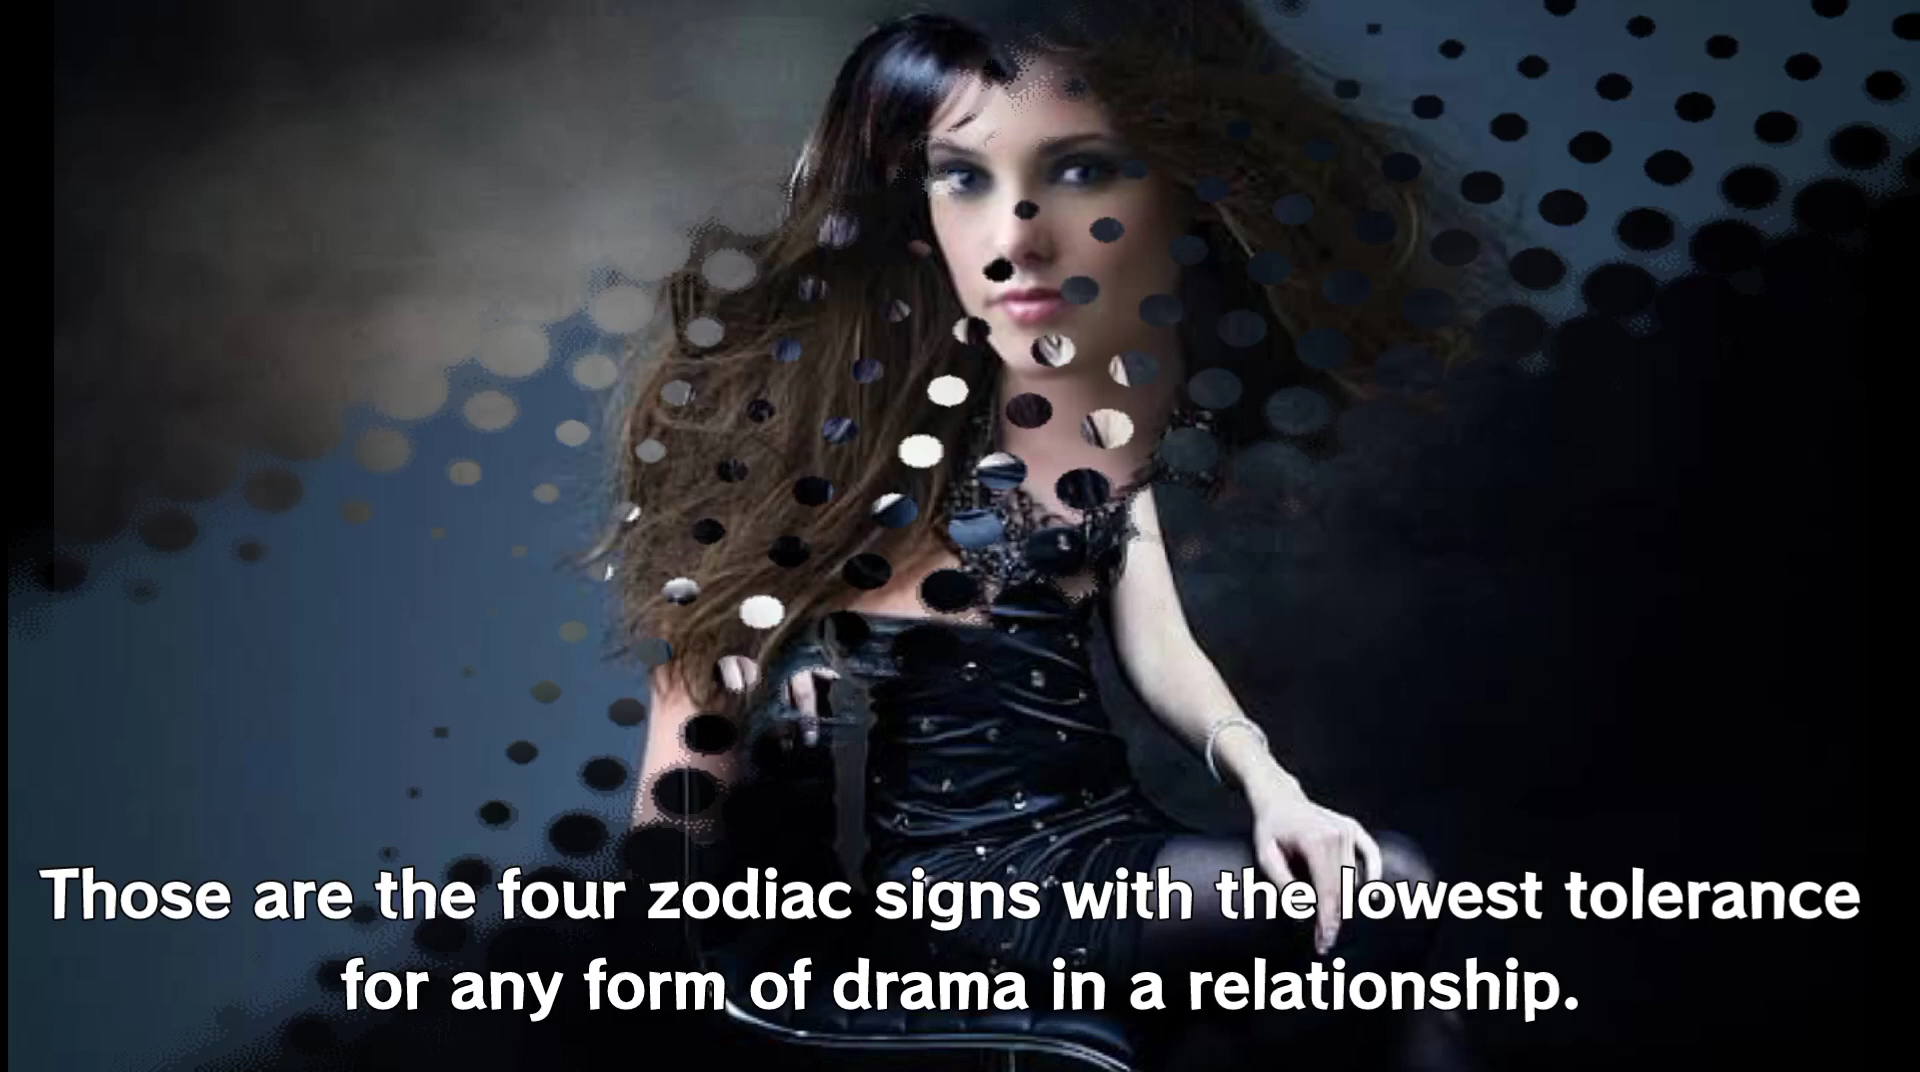 Those are the four zodiac signs with the lowest tolerance
for any form of drama in a relationship.